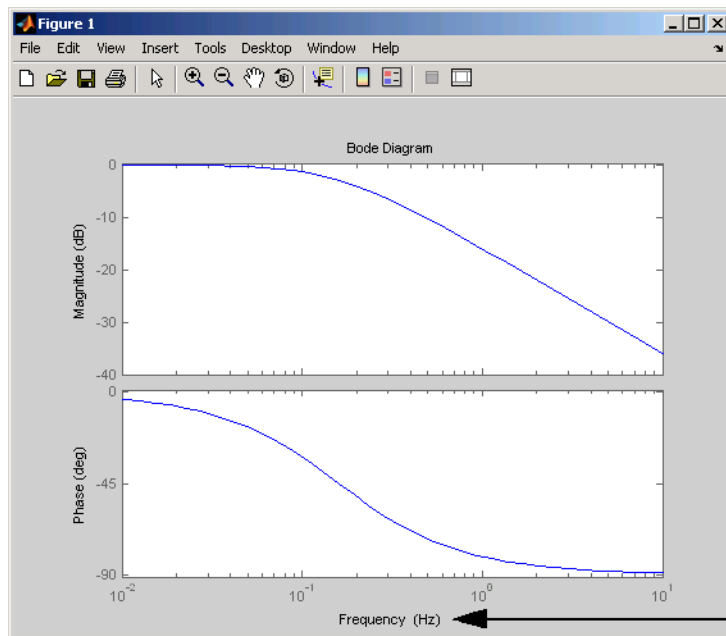 Figure 1
File Edit View Insert Tools Desktop Window Help
Bode Diagram
Magnitude (dB)
0
-10
-20
-30
-40
Phase (deg)
0
-45
-90
10^-2 10^-1 10^0 10^1
Frequency (Hz)